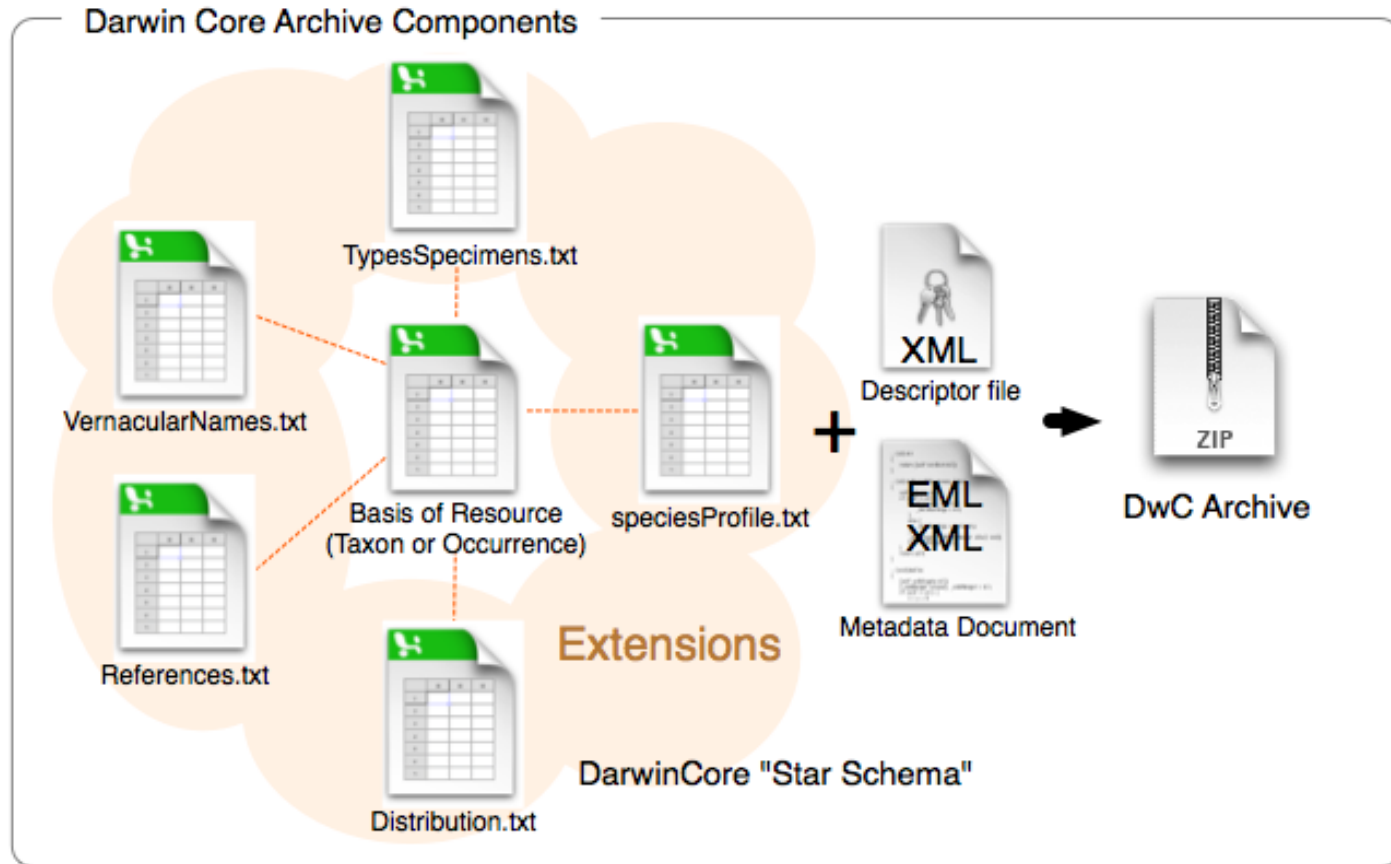 Darwin Core Archive Components
TypesSpecimens.txt
VernacularNames.txt
Basis of Resource
(Taxon or Occurrence)
speciesProfile.txt
References.txt
Distribution.txt
Extensions
DarwinCore "Star Schema"
+
XML
Descriptor file
EML
XML
Metadata Document
ZIP
DwC Archive